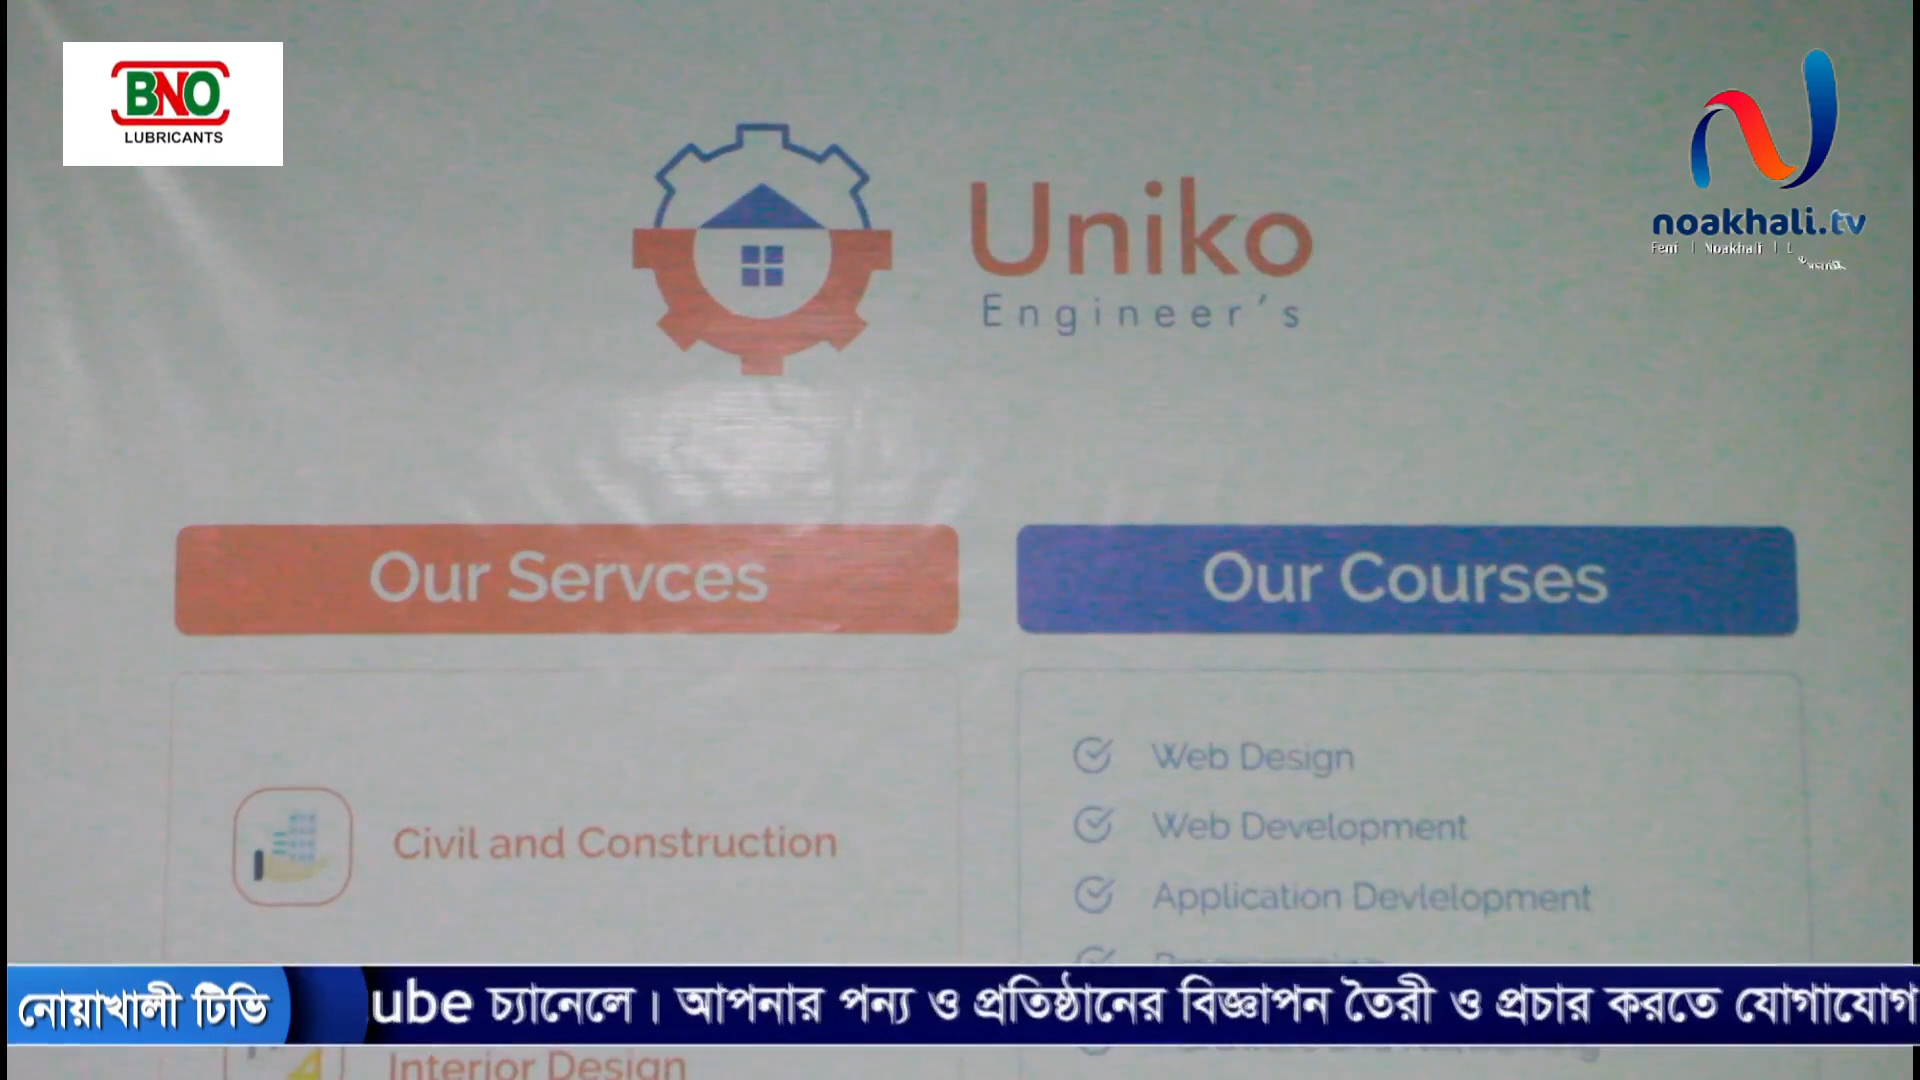 BNO
LUBRICANTS
noakhali.tv
Feni | Noakhali | L
Uniko
Engineer's
Our Servces
Our Courses
Civil and Construction
Interior Design
Web Design
Web Development
Application Devlelopment
নোয়াখালী টিভি
ube চ্যানেলে। আপনার পন্য ও প্রতিষ্ঠানের বিজ্ঞাপন তৈরী ও প্রচার করতে যোগাযোগ